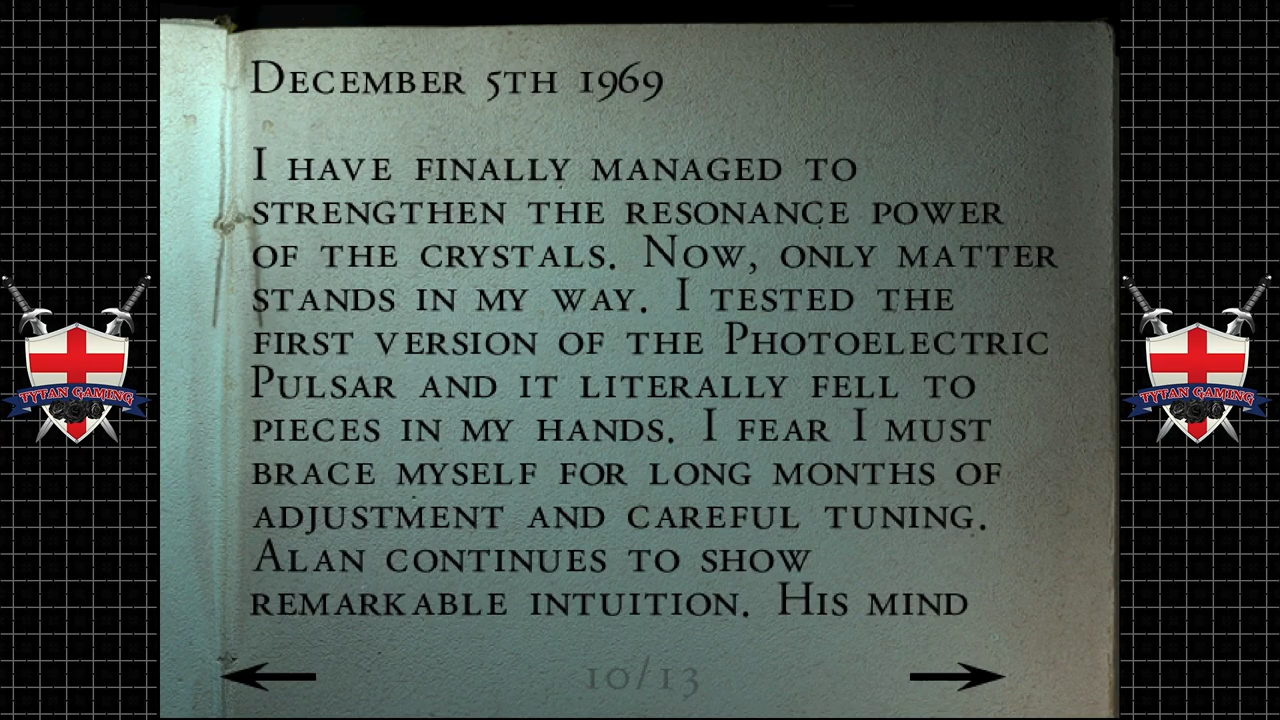 December 5th 1969
I have finally managed to
strengthen the resonance power
of the crystals. Now, only matter
stands in my way. I tested the
first version of the Photoelectric
Pulsar and it literally fell to
pieces in my hands. I fear I must
brace myself for long months of
adjustment and careful tuning.
Alan continues to show
remarkable intuition. His mind
10/13
TYTAN GAMING
TYTAN GAMING